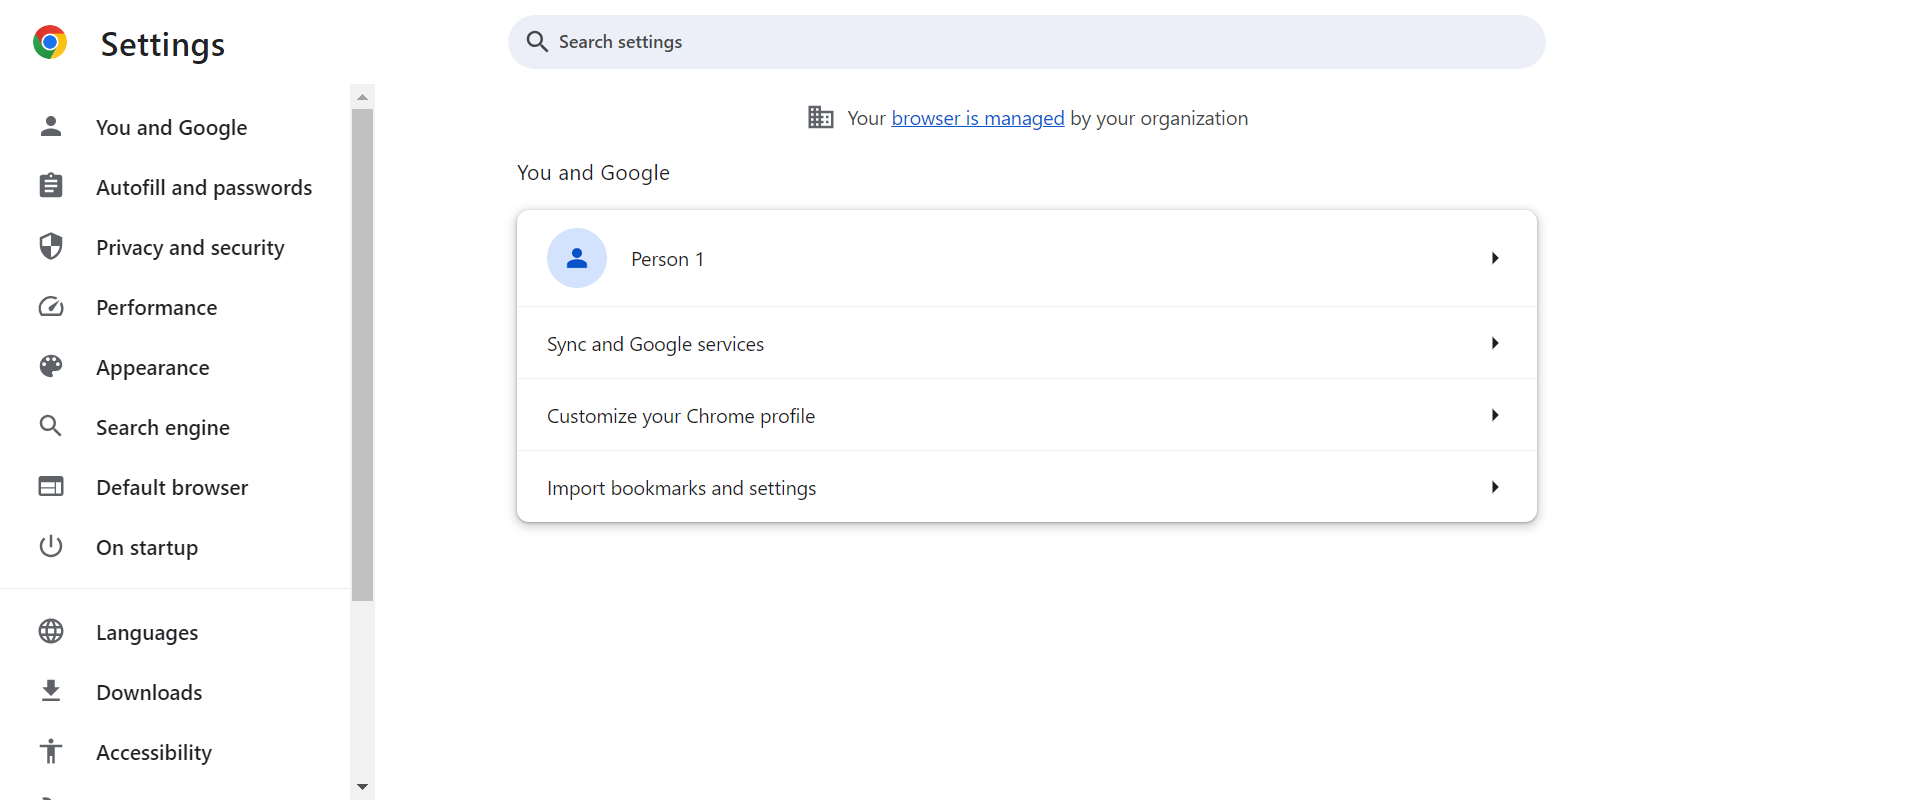 Settings
Search settings
You and Google
Autofill and passwords
Privacy and security
Performance
Appearance
Search engine
Default browser
On startup
Languages
Downloads
Accessibility
Your browser is managed by your organization
You and Google
Person 1
Sync and Google services
Customize your Chrome profile
Import bookmarks and settings